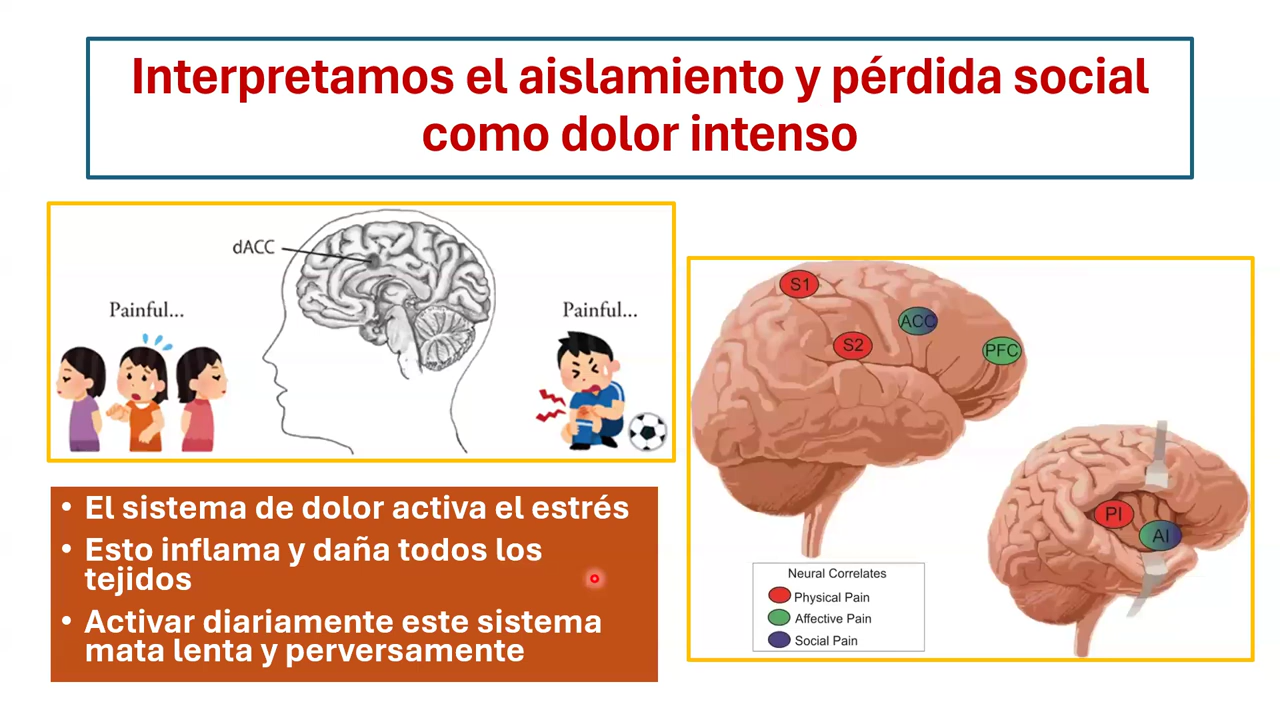 Interpretamos el aislamiento y pérdida social
como dolor intenso
dACC
Painful...
Painful...
• El sistema de dolor activa el estrés
• Esto inflama y daña todos los
tejidos
• Activar diariamente este sistema
mata lenta y perversamente
S1
S2
ACC
PFC
PI
AI
Neural Correlates
Physical Pain
Affective Pain
Social Pain